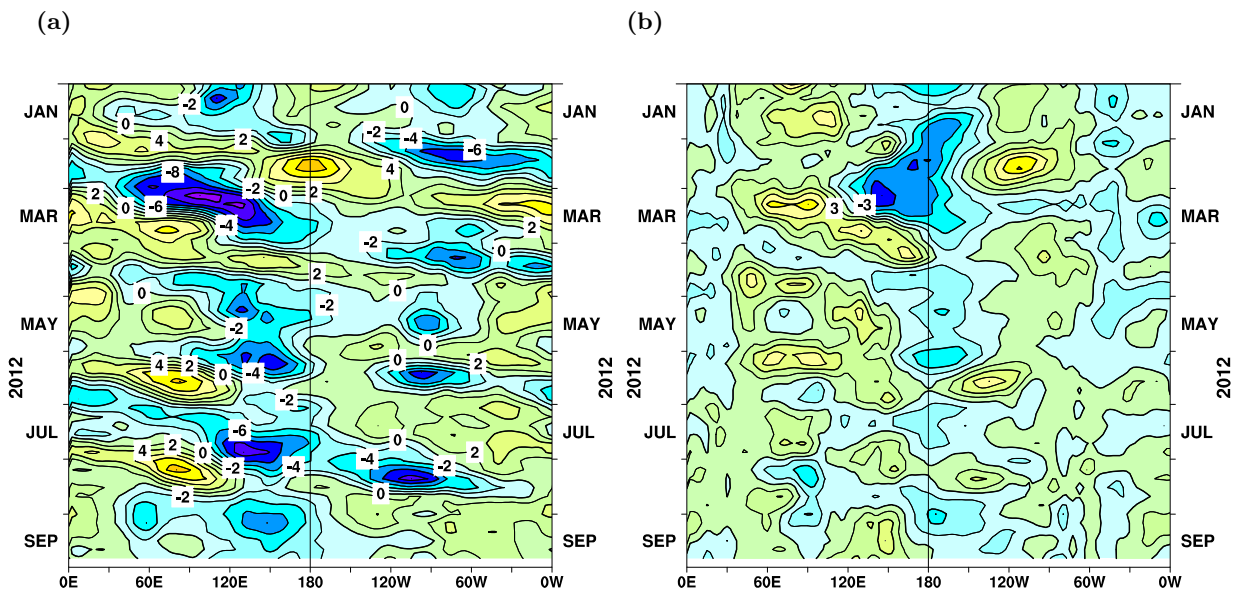 (a) (b)
JAN JAN JAN JAN
-2 0 0
0 4 2 -2 -4 -6
-8 4
2 -2 0 2
MAR 0 -6 MAR MAR 3 -3 MAR
-4 2
-2 0
2
0 0
-2
MAY -2 MAY MAY MAY
0
4 2 0 2
0 -4 0
2012 2012 2012 2012
-2
JUL -6 JUL JUL JUL
4 2 0 0 2
-2 -4 -4 -2
-2 0
SEP SEP SEP SEP
0E 60E 120E 180 120W 60W 0W 0E 60E 120E 180 120W 60W 0W